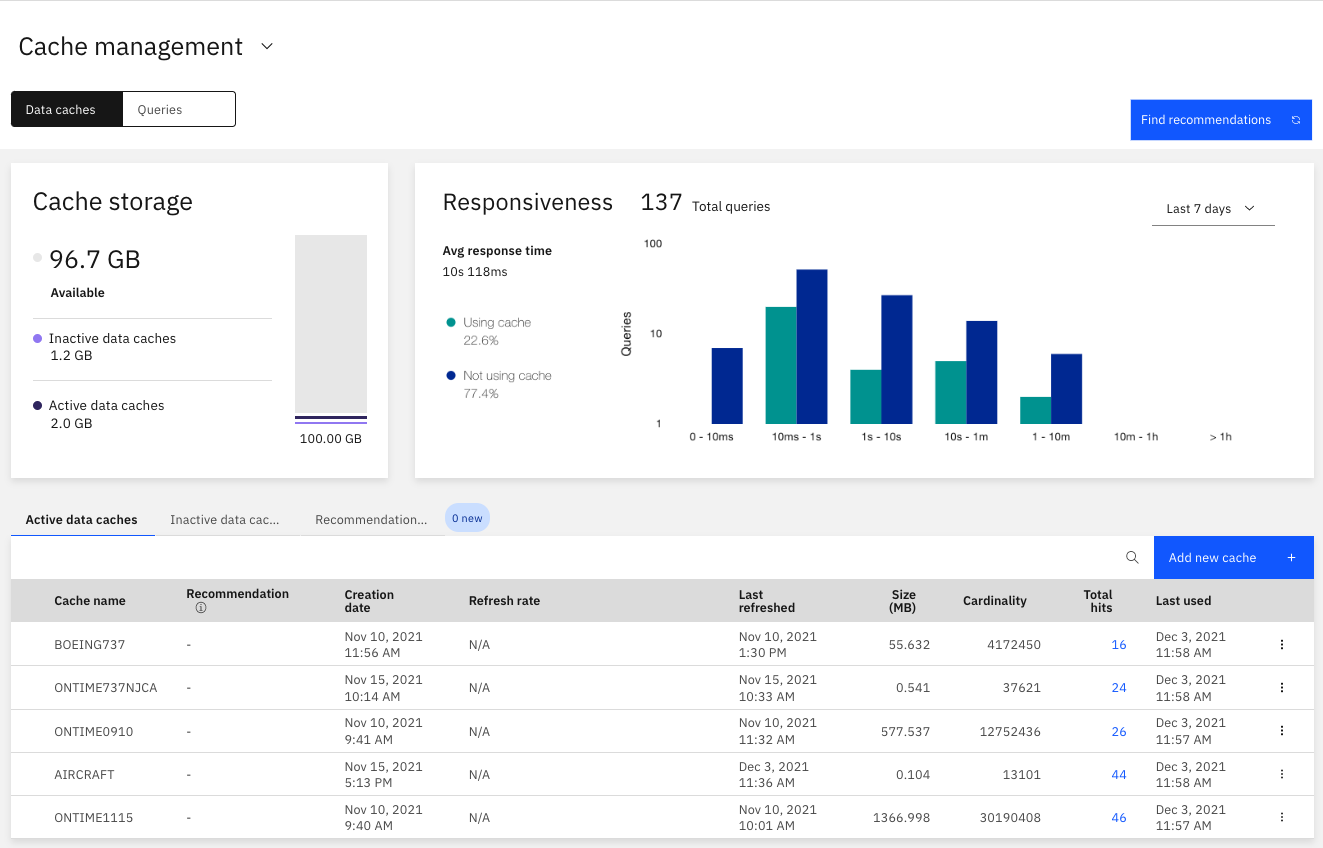 Cache management
Data caches
Queries
Find recommendations
Cache storage
96.7 GB
Available
Inactive data caches
1.2 GB
Active data caches
2.0 GB
100.00 GB
Responsiveness
137 Total queries
Last 7 days
Avg response time
10s 118ms
Using cache
22.6%
Not using cache
77.4%
Queries
100
10
1
0 - 10ms 10ms - 1s 1s - 10s 10s - 1m 1 - 10m 10m - 1h > 1h
Active data caches
Inactive data cac...
Recommendation...
0 new
Add new cache +
Cache name
Recommendation
Creation
date
Refresh rate
Last
refreshed
Size
(MB)
Cardinality
Total
hits
Last used
BOEING737
-
Nov 10, 2021
11:56 AM
N/A
Nov 10, 2021
1:30 PM
55.632
4172450
16
Dec 3, 2021
11:58 AM
ONTIME737NJCA
-
Nov 15, 2021
10:14 AM
N/A
Nov 15, 2021
10:33 AM
0.541
37621
24
Dec 3, 2021
11:58 AM
ONTIME0910
-
Nov 10, 2021
9:41 AM
N/A
Nov 10, 2021
11:32 AM
577.537
12752436
26
Dec 3, 2021
11:57 AM
AIRCRAFT
-
Nov 15, 2021
5:13 PM
N/A
Dec 3, 2021
11:36 AM
0.104
13101
44
Dec 3, 2021
11:58 AM
ONTIME1115
-
Nov 10, 2021
9:40 AM
N/A
Nov 10, 2021
10:01 AM
1366.998
30190408
46
Dec 3, 2021
11:57 AM